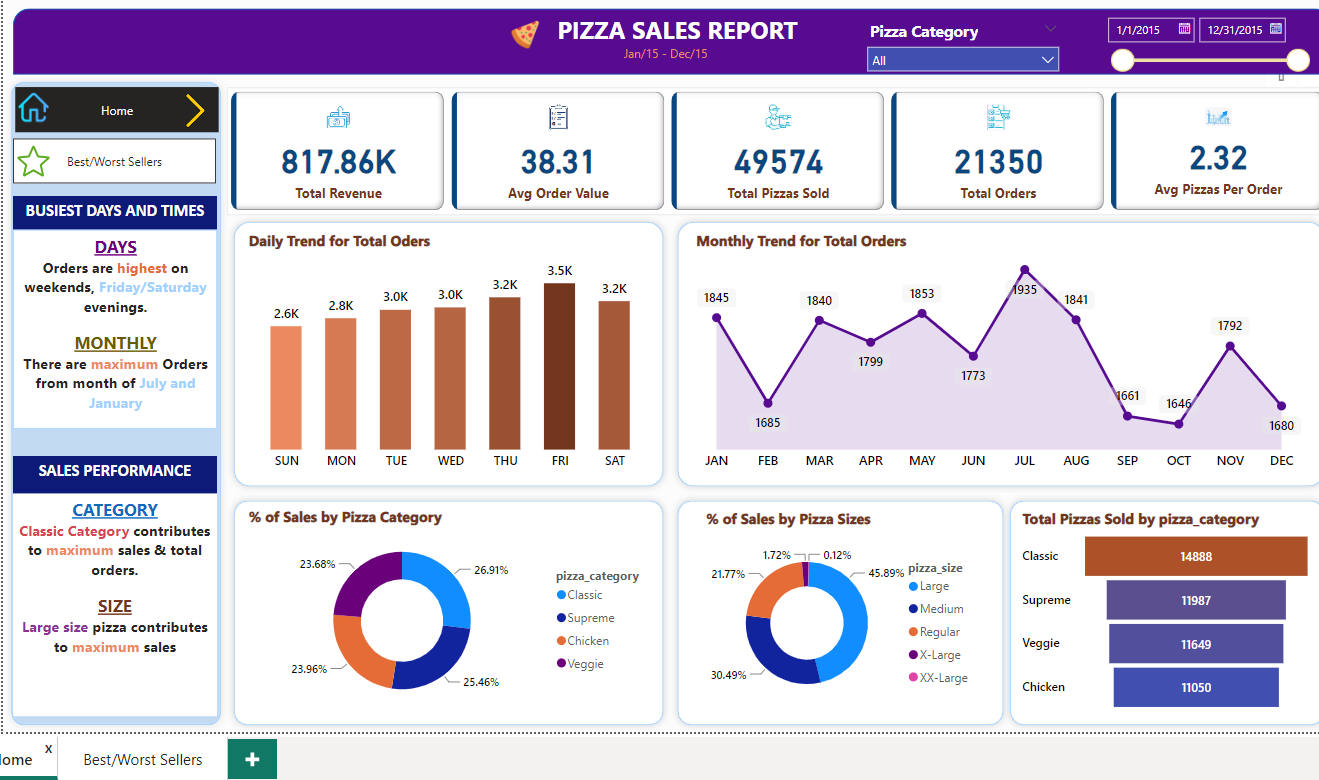 PIZZA SALES REPORT
Jan/15 - Dec/15
Pizza Category
All
1/1/2015
12/31/2015
Home
Best/Worst Sellers
BUSIEST DAYS AND TIMES
DAYS
Orders are highest on
weekends, Friday/Saturday
evenings.
MONTHLY
There are maximum Orders
from month of July and
January
SALES PERFORMANCE
CATEGORY
Classic Category contributes
to maximum sales & total
orders.
SIZE
Large size pizza contributes
to maximum sales
817.86K
Total Revenue
38.31
Avg Order Value
49574
Total Pizzas Sold
21350
Total Orders
2.32
Avg Pizzas Per Order
Daily Trend for Total Oders
2.6K
2.8K
3.0K
3.0K
3.2K
3.5K
3.2K
SUN MON TUE WED THU FRI SAT
Monthly Trend for Total Orders
1845
1685
1840
1799
1853
1773
1935
1841
1661
1646
1792
1680
JAN FEB MAR APR MAY JUN JUL AUG SEP OCT NOV DEC
% of Sales by Pizza Category
23.68%
26.91%
23.96%
25.46%
pizza_category
Classic
Supreme
Chicken
Veggie
% of Sales by Pizza Sizes
1.72%
0.12%
21.77%
45.89%
30.49%
pizza_size
Large
Medium
Regular
X-Large
XX-Large
Total Pizzas Sold by pizza_category
Classic 14888
Supreme 11987
Veggie 11649
Chicken 11050
ome x
Best/Worst Sellers
+